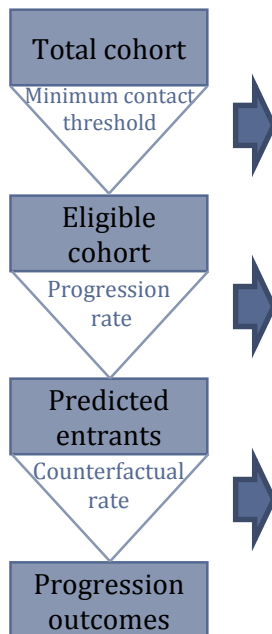 Total cohort
Minimum contact
threshold
Eligible
cohort
Progression
rate
Predicted
entrants
Counterfactual
rate
Progression
outcomes